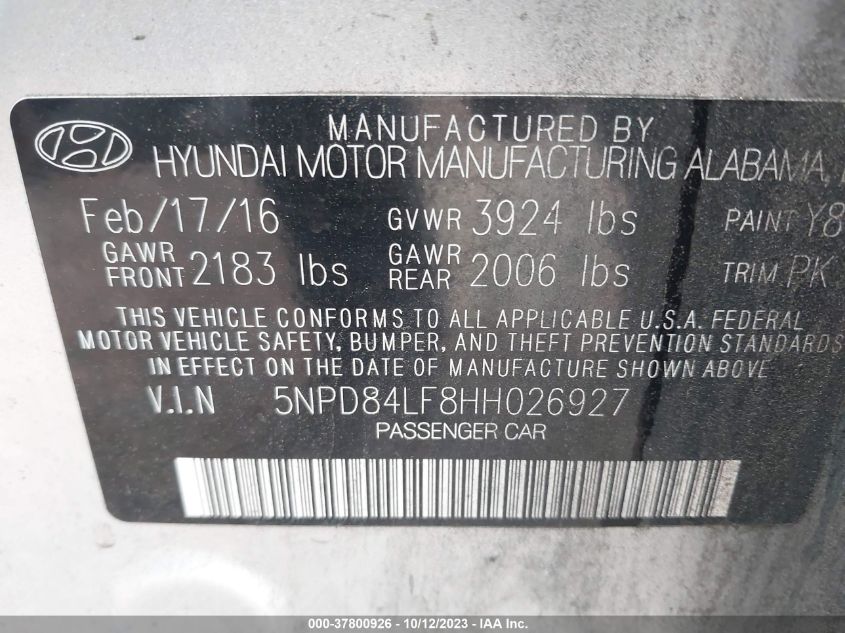 MANUFACTURED BY
HYUNDAI MOTOR MANUFACTURING ALABAMA,
Feb/17/16 GVWR 3924 lbs PAINT Y8
GAWR FRONT 2183 lbs GAWR REAR 2006 lbs TRIM PK
THIS VEHICLE CONFORMS TO ALL APPLICABLE U.S.A. FEDERAL
MOTOR VEHICLE SAFETY, BUMPER, AND THEFT PREVENTION STANDARDS
IN EFFECT ON THE DATE OF MANUFACTURE SHOWN ABOVE
V.I.N 5NPD84LF8HH026927
PASSENGER CAR
000-37800926 - 10/12/2023 - IAA Inc.